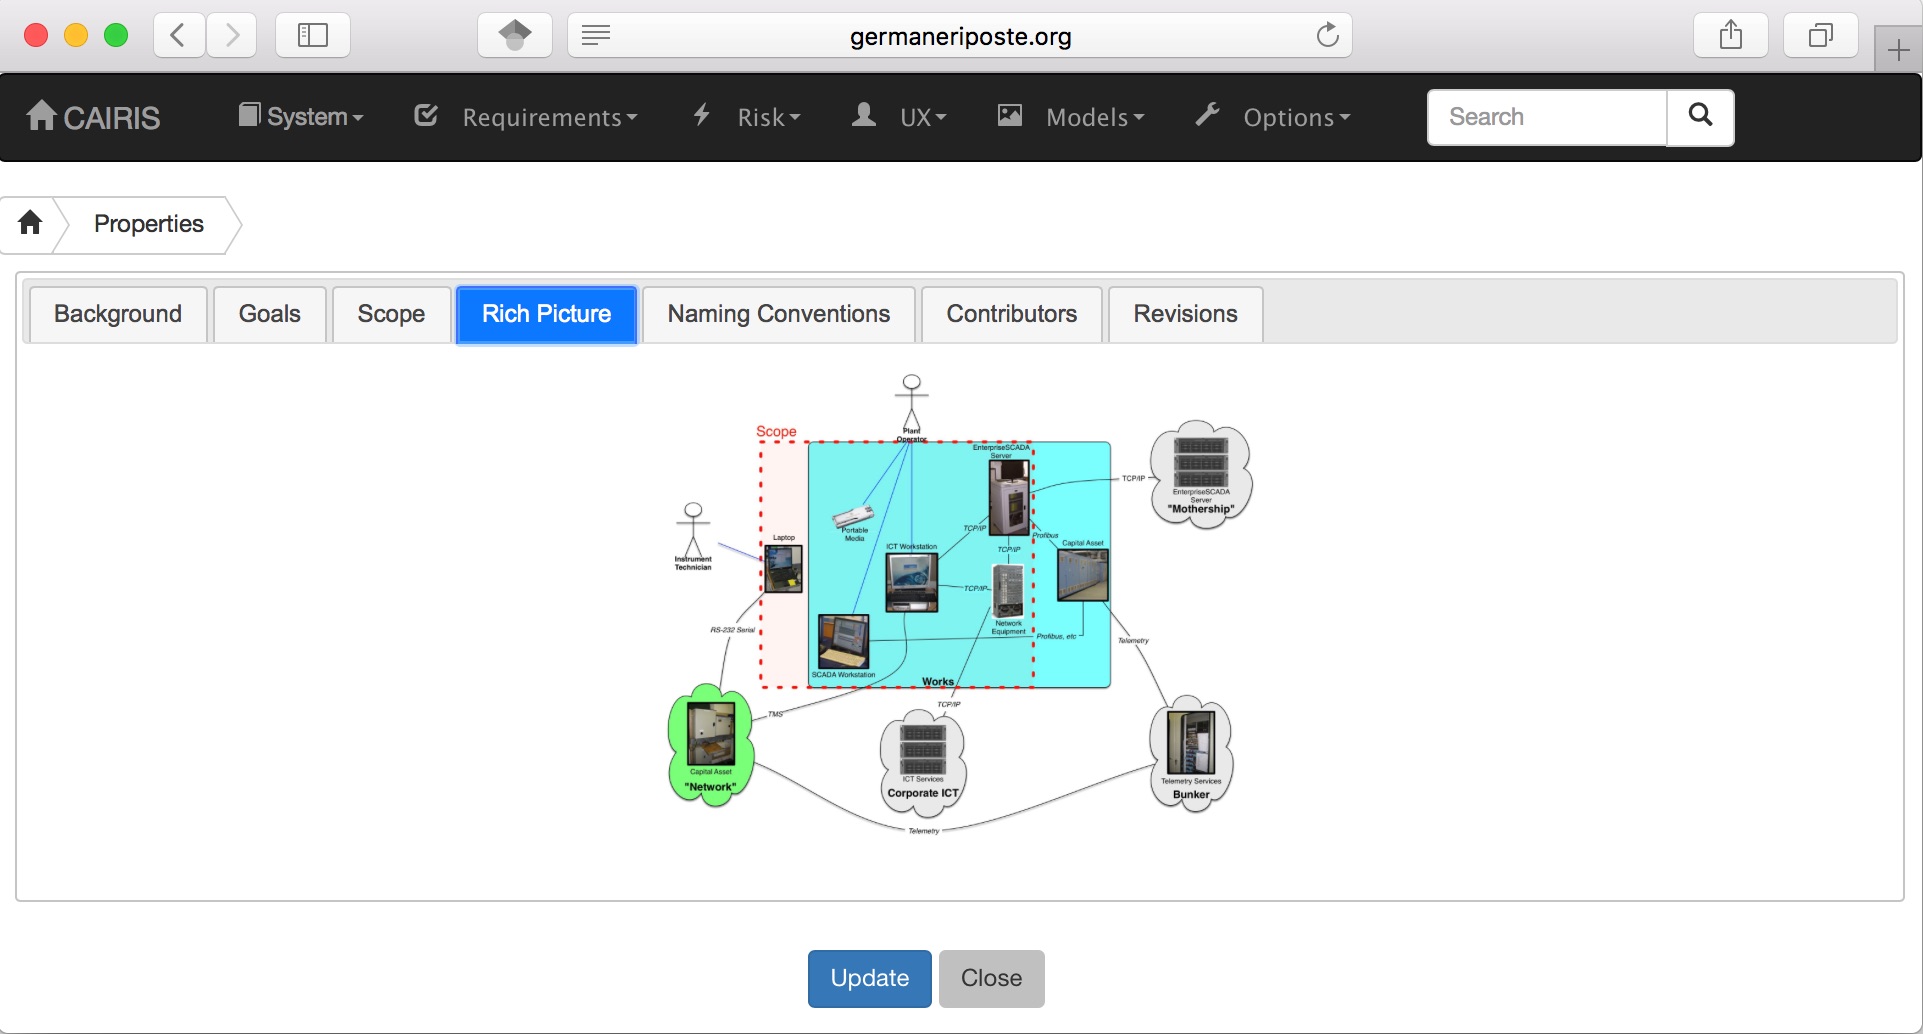 germaneriposte.org
CAIRIS System Requirements Risk UX Models Options Search
Properties
Background Goals Scope Rich Picture Naming Conventions Contributors Revisions
Plant
Operator
Scope
EnterpriseSCADA
Server
TCP/IP
EnterpriseSCADA
Server
"Mothership"
Portable
Media
TCP/IP
Profibus
Laptop
ICT Workstation
TCP/IP
Capital Asset
Instrument
Technician
TCP/IP
Network
Equipment
RS-232 Serial
Profibus, etc
Telemetry
SCADA Workstation
Works
TCP/IP
TMS
Capital Asset
"Network"
ICT Services
Corporate ICT
Telemetry Services
Bunker
Telemetry
Update Close